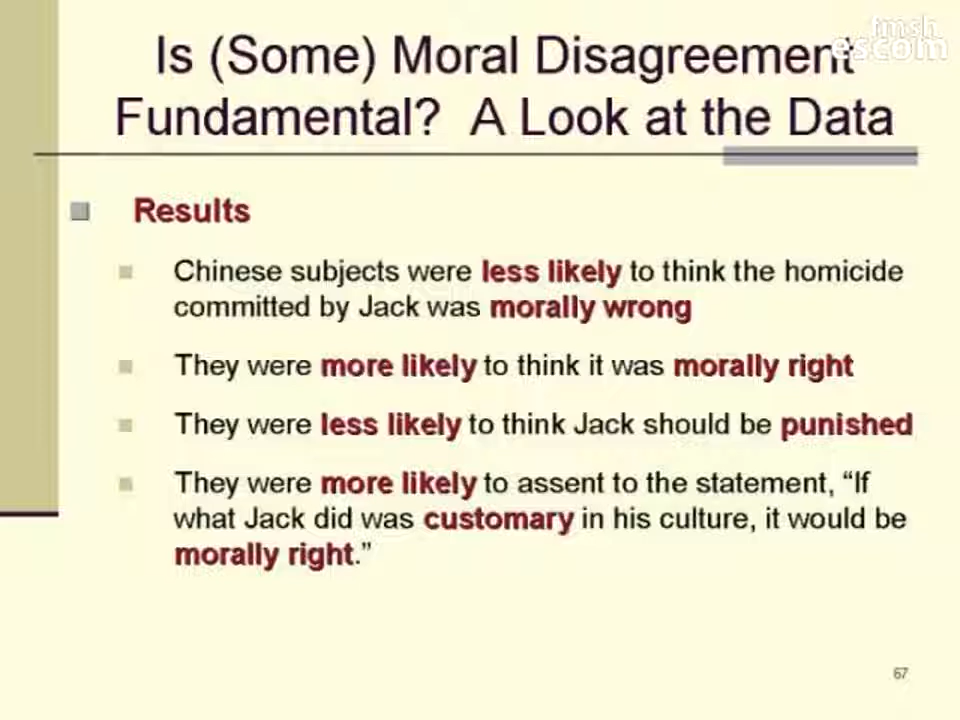 tmsh
escom
Is (Some) Moral Disagreement
Fundamental? A Look at the Data
Results
Chinese subjects were less likely to think the homicide
committed by Jack was morally wrong
They were more likely to think it was morally right
They were less likely to think Jack should be punished
They were more likely to assent to the statement, “If
what Jack did was customary in his culture, it would be
morally right.”
67